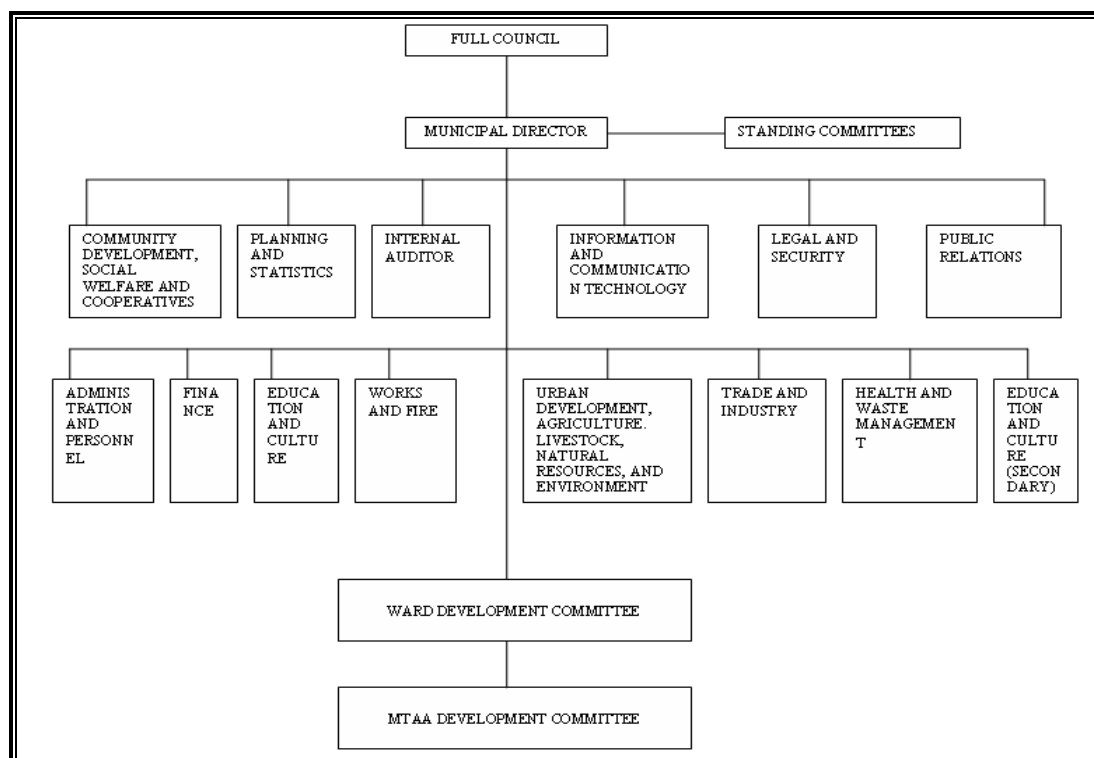 FULL COUNCIL
MUNICIPAL DIRECTOR
STANDING COMMITTEES
COMMUNITY
DEVELOPMENT,
SOCIAL
WELFARE AND
COOPERATIVES
PLANNING
AND
STATISTICS
INTERNAL
AUDITOR
INFORMATION
AND
COMMUNICATIO
N TECHNOLOGY
LEGAL AND
SECURITY
PUBLIC
RELATIONS
ADMINIS
TRATION
AND
PERSONN
EL
FINA
NCE
EDUCA
TION
AND
CULTU
RE
WORKS
AND FIRE
URBAN
DEVELOPMENT,
AGRICULTURE.
LIVESTOCK,
NATURAL
RESOURCES, AND
ENVIRONMENT
TRADE AND
INDUSTRY
HEALTH AND
WASTE
MANAGEMEN
T
EDUCA
TION
AND
CULTU
RE
(SECON
DARY)
WARD DEVELOPMENT COMMITTEE
MTAA DEVELOPMENT COMMITTEE